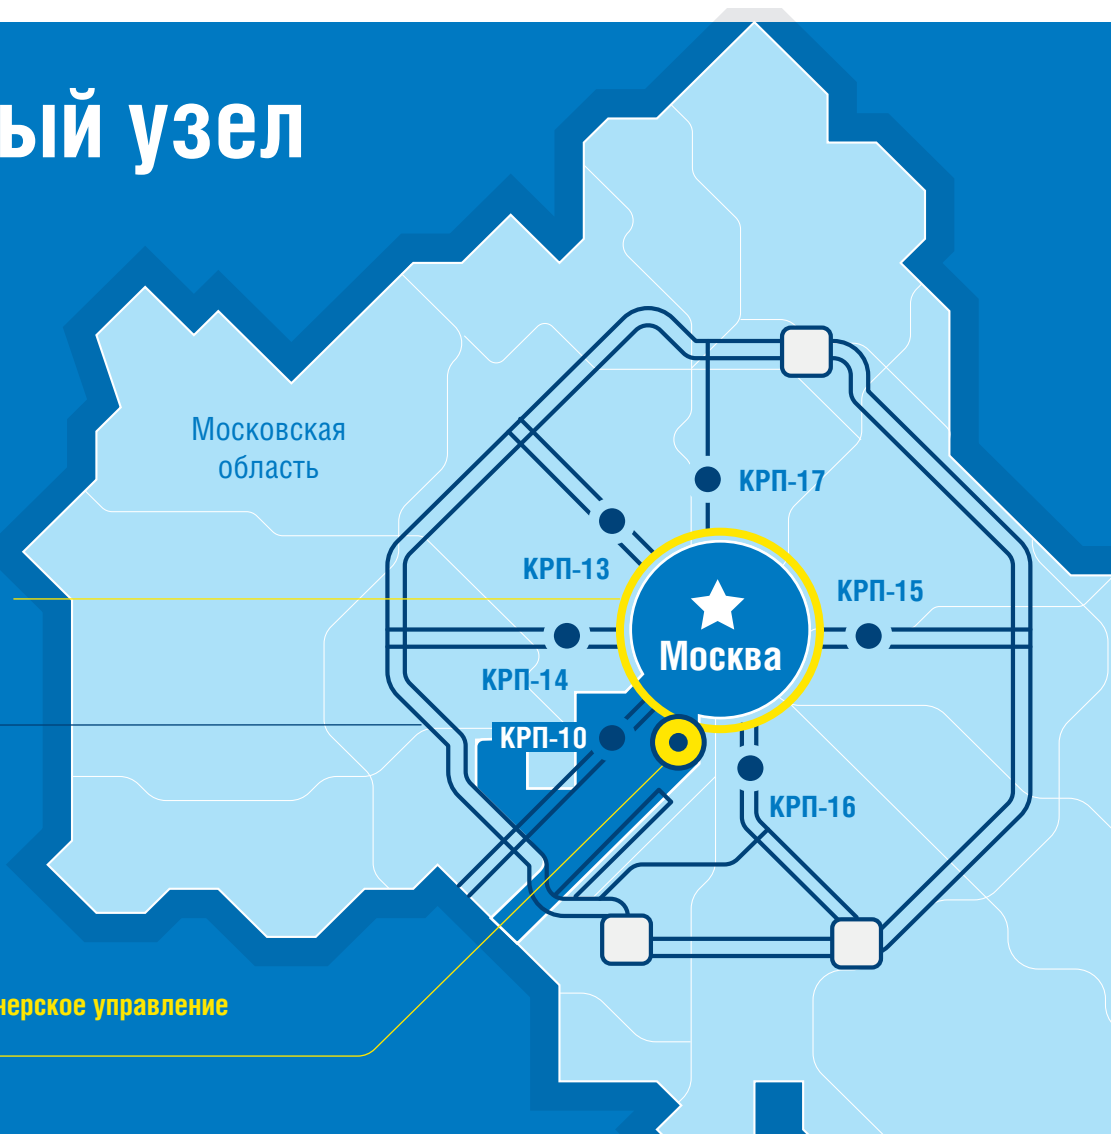 ый узел
Московская
область
КРП-17
КРП-13
КРП-15
Москва
КРП-14
КРП-10
КРП-16
нерское управление